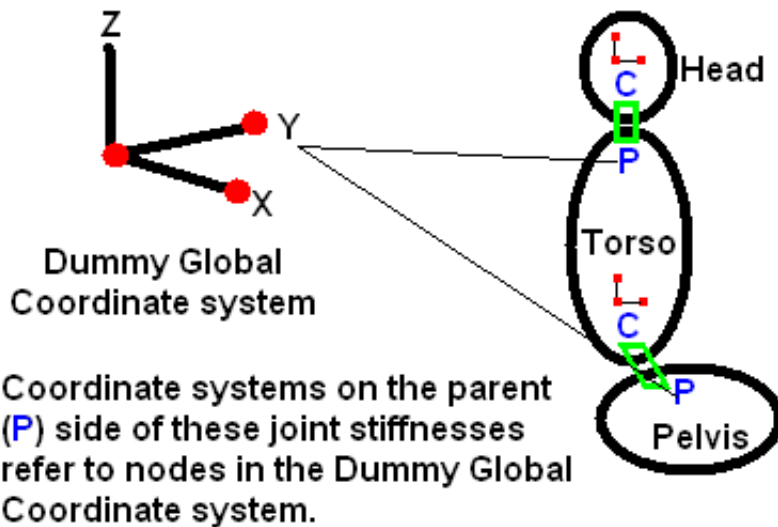 Z
Y
X
Dummy Global
Coordinate system
Head
C
P
Torso
C
P
Pelvis
Coordinate systems on the parent
(P) side of these joint stiffnesses
refer to nodes in the Dummy Global
Coordinate system.